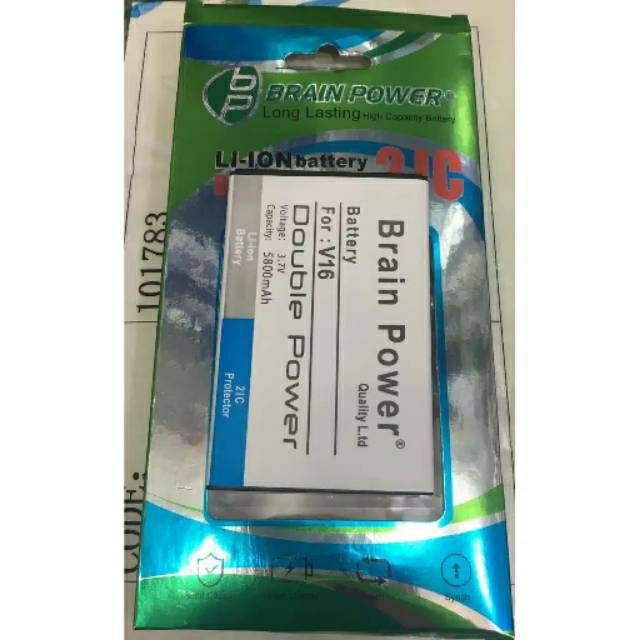 BRAIN POWER®
Long Lasting High Capacity Battery
LI-ION battery 2IC
Brain Power®
Quality L.td
Battery
For : V16
Double Power
Voltage: 3.7V
Capacity: 5800mAh
Li-ion
Battery
2IC
Protector
CODE: 101783